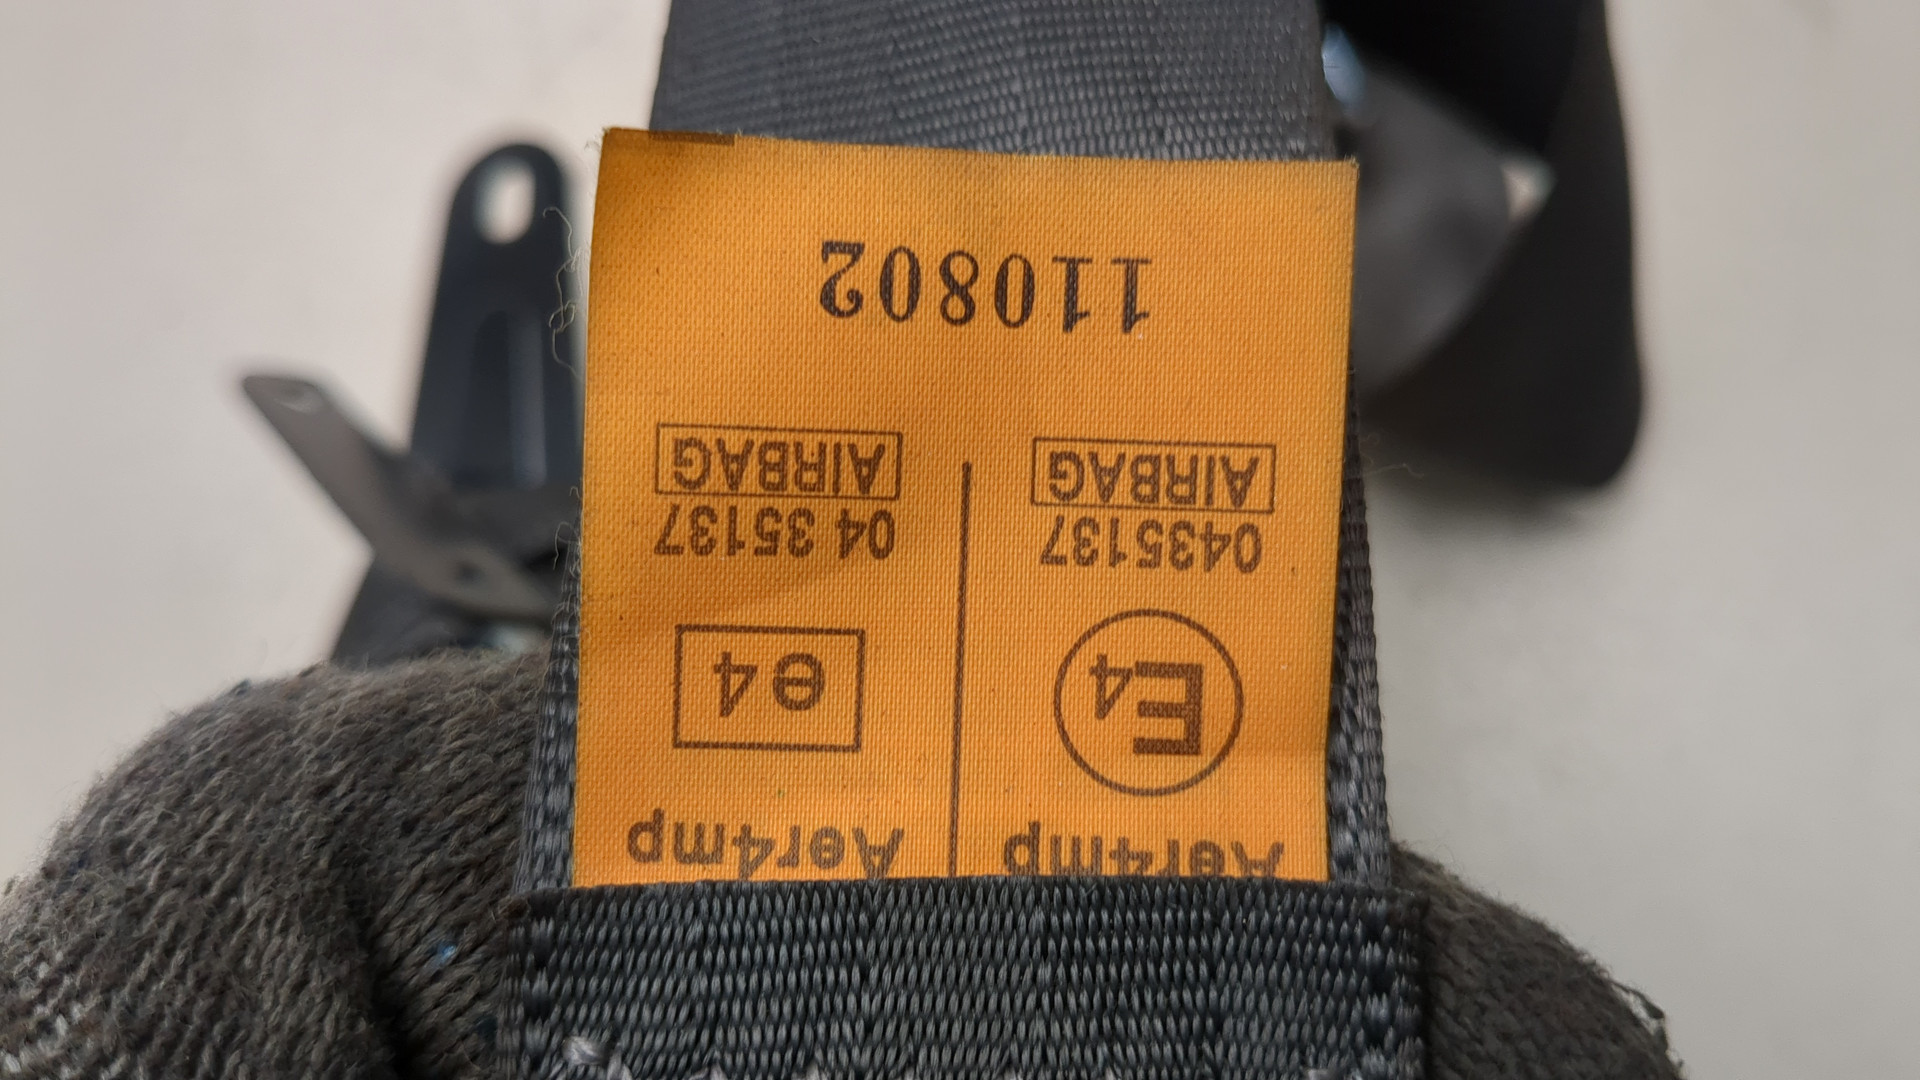 Aer4mp Aer4mp
E4 e4
0435137 04 35137
AIRBAG AIRBAG
110802